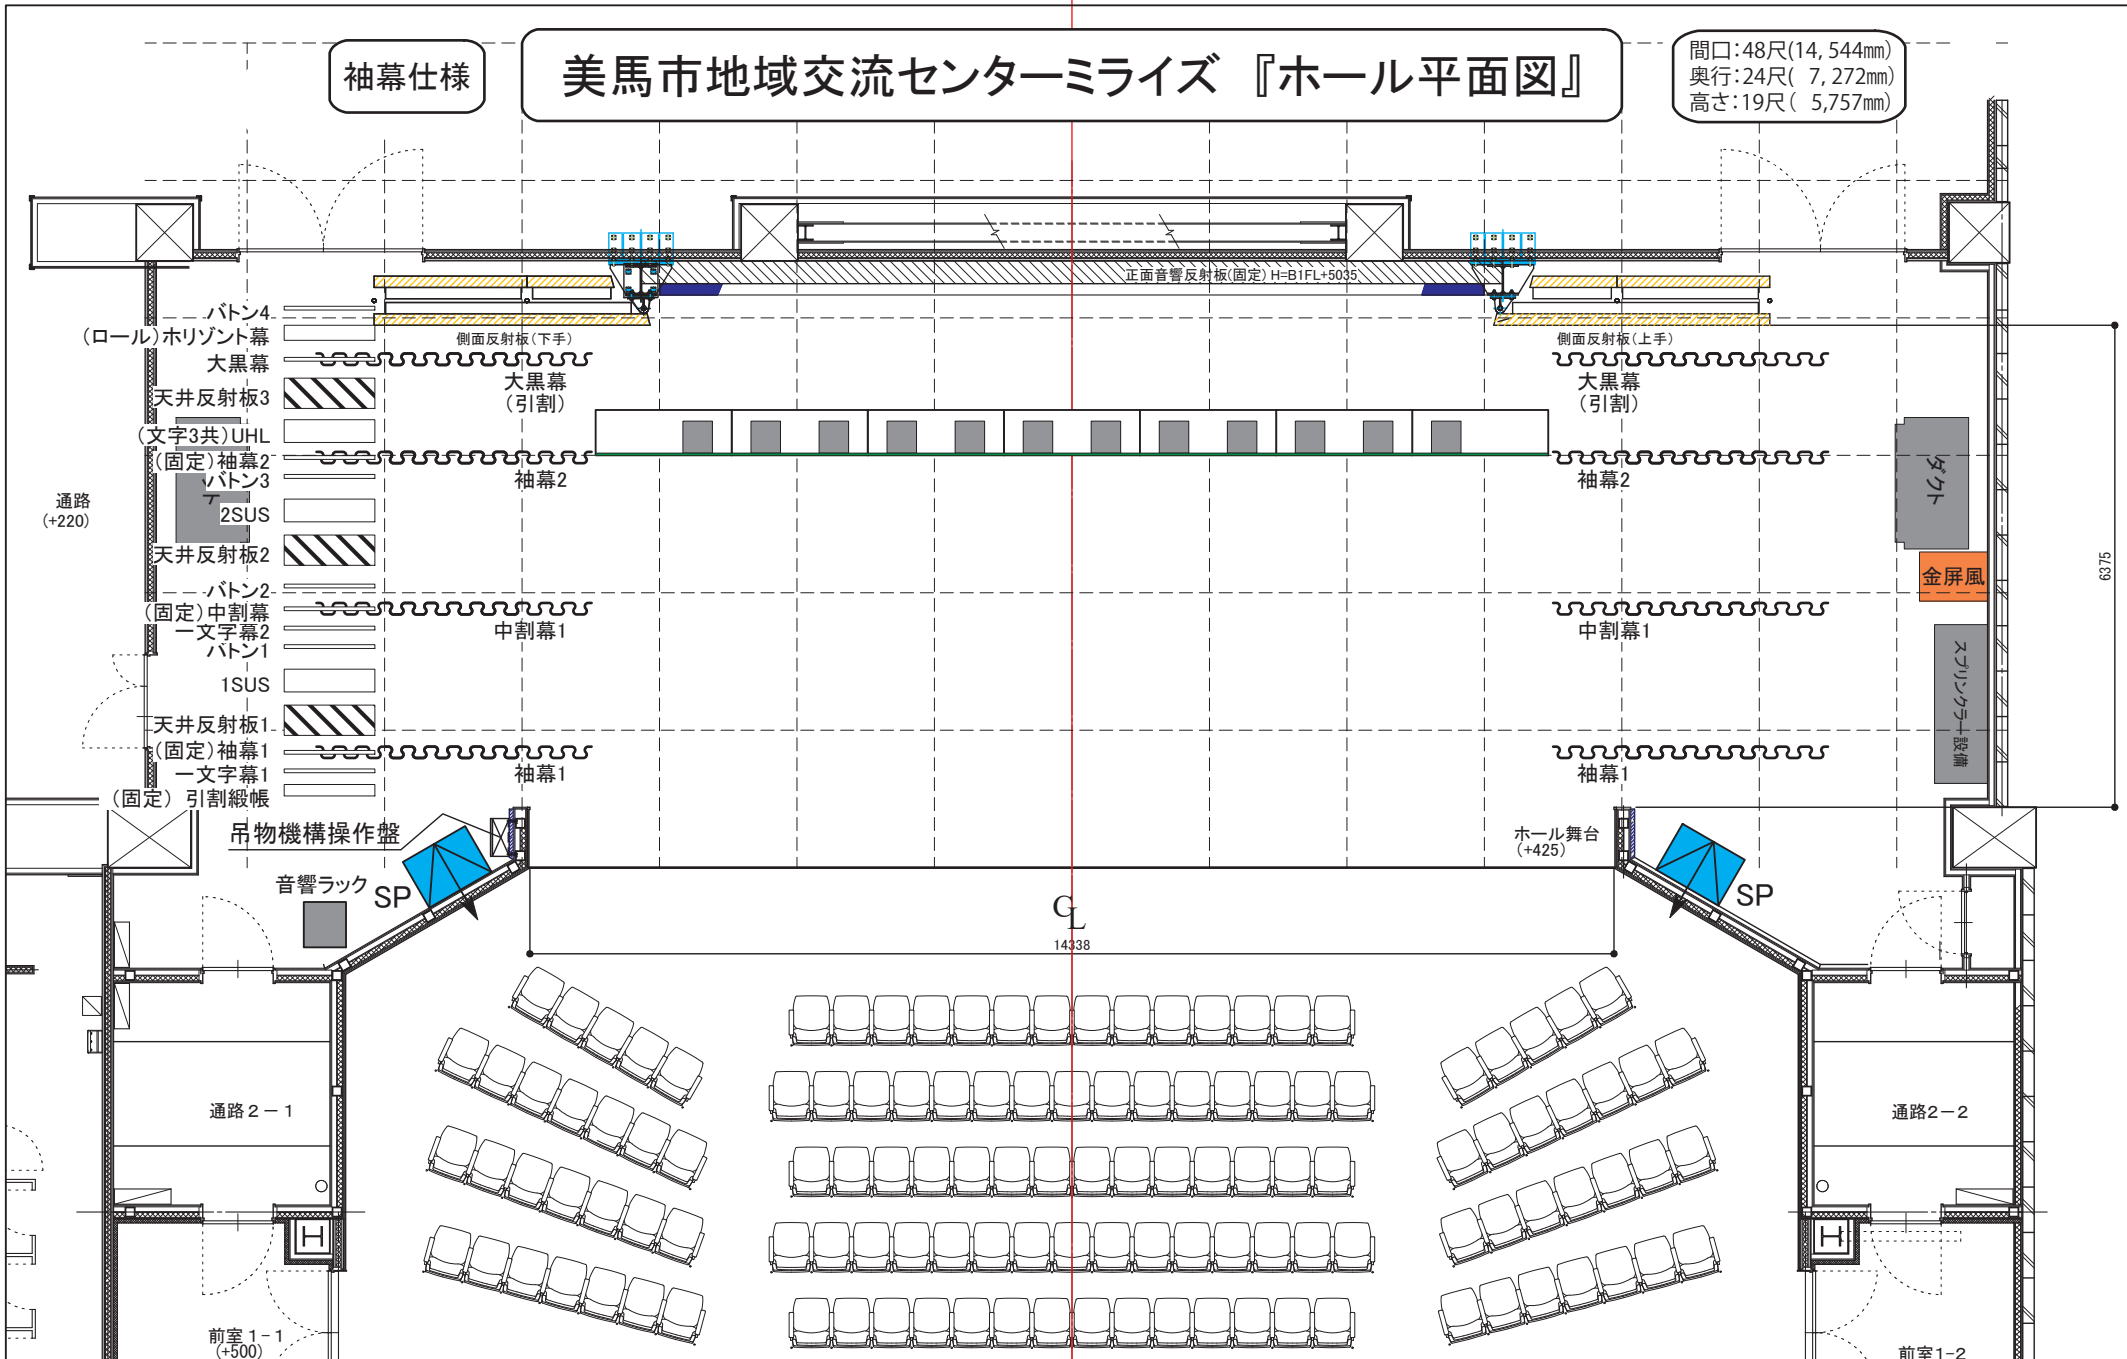 袖幕仕様
美馬市地域交流センターミライズ 『ホール平面図』
間口:48尺(14,544㎜)
奥行:24尺( 7,272㎜)
高さ:19尺( 5,757㎜)
正面音響反射板(固定) H=B1FL+5035
バトン4
(ロール)ホリゾント幕
側面反射板(下手)
側面反射板(上手)
大黒幕
大黒幕
(引割)
大黒幕
(引割)
天井反射板3
(文字3共)UHL
(固定)袖幕2
袖幕2
袖幕2
バトン3
ダクト
通路
(+220)
2SUS
天井反射板2
金屏風
6375
バトン2
(固定)中割幕
一文字幕2
中割幕1
中割幕1
バトン1
1SUS
スプリンクラー設備
天井反射板1
(固定)袖幕1
一文字幕1
袖幕1
袖幕1
(固定) 引割緞帳
吊物機構操作盤
ホール舞台
(+425)
音響ラック
SP
SP
CL
14338
通路2-1
通路2-2
H
H
前室1-1
(+500)
前室1-2